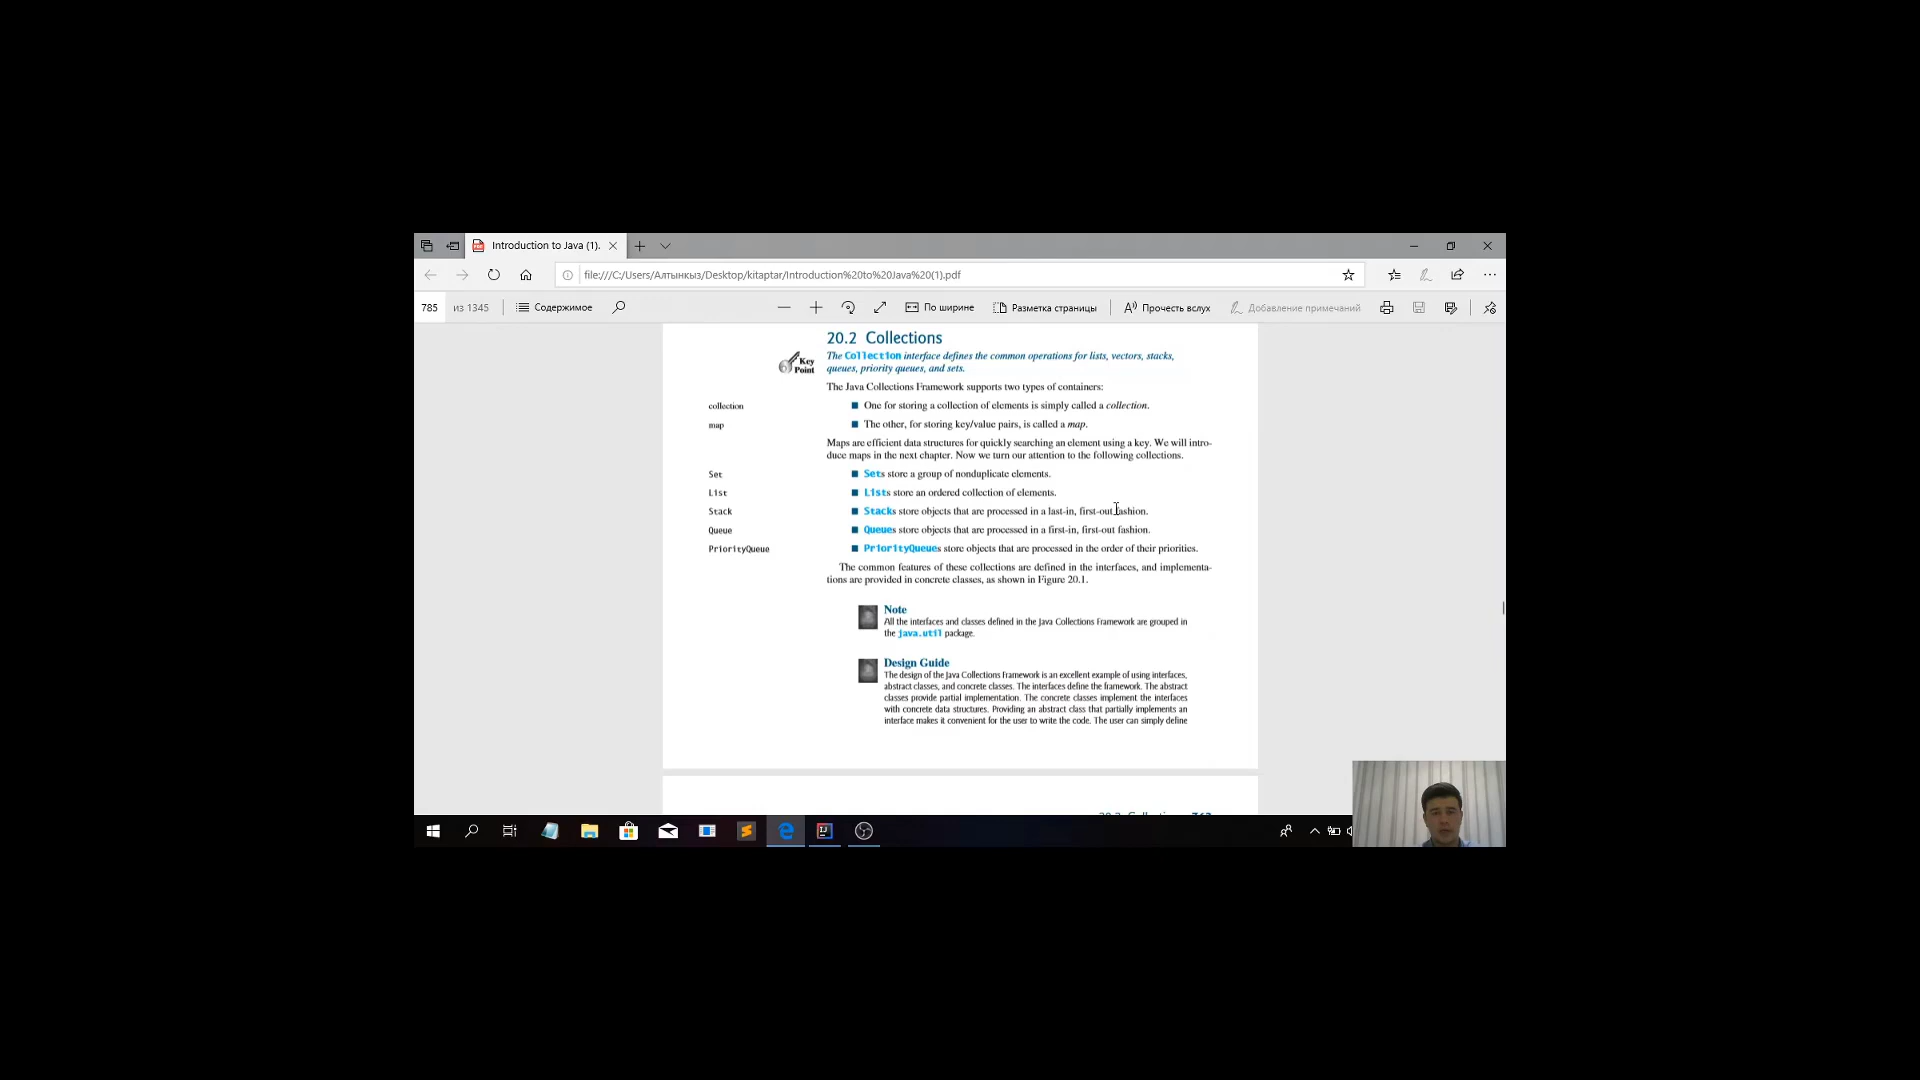 Introduction to Java (1).
file:///C:/Users/Алтынкыз/Desktop/kitaptar/Introduction%20to%20Java%20(1).pdf
785 из 1345 Содержимое По ширине Разметка страницы Прочесть вслух Добавление примечаний
20.2 Collections
Key
Point
The Collection interface defines the common operations for lists, vectors, stacks,
queues, priority queues, and sets.
The Java Collections Framework supports two types of containers:
collection ■ One for storing a collection of elements is simply called a collection.
map ■ The other, for storing key/value pairs, is called a map.
Maps are efficient data structures for quickly searching an element using a key. We will intro-
duce maps in the next chapter. Now we turn our attention to the following collections.
Set ■ Sets store a group of nonduplicate elements.
List ■ Lists store an ordered collection of elements.
Stack ■ Stacks store objects that are processed in a last-in, first-out fashion.
Queue ■ Queues store objects that are processed in a first-in, first-out fashion.
PriorityQueue ■ PriorityQueues store objects that are processed in the order of their priorities.
The common features of these collections are defined in the interfaces, and implementa-
tions are provided in concrete classes, as shown in Figure 20.1.
Note
All the interfaces and classes defined in the Java Collections Framework are grouped in
the java.util package.
Design Guide
The design of the Java Collections Framework is an excellent example of using interfaces,
abstract classes, and concrete classes. The interfaces define the framework. The abstract
classes provide partial implementation. The concrete classes implement the interfaces
with concrete data structures. Providing an abstract class that partially implements an
interface makes it convenient for the user to write the code. The user can simply define